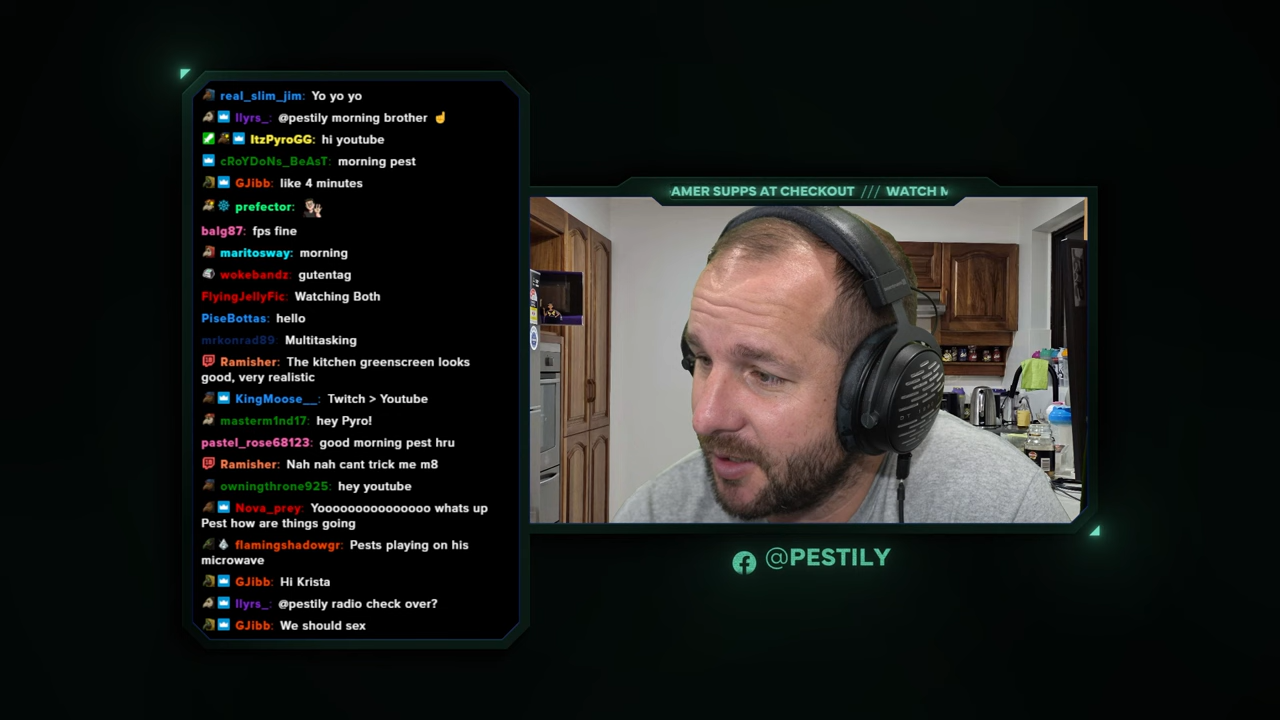 real_slim_jim: Yo yo yo
llyrs_: @pestily morning brother ☝
ItzPyroGG: hi youtube
cRoYDoNs_BeAsT: morning pest
GJibb: like 4 minutes
prefector:
balg87: fps fine
maritosway: morning
wokebandz: gutentag
FlyingJellyFic: Watching Both
PiseBottas: hello
mrkonrad89: Multitasking
Ramisher: The kitchen greenscreen looks
good, very realistic
KingMoose__: Twitch > Youtube
masterm1nd17: hey Pyro!
pastel_rose68123: good morning pest hru
Ramisher: Nah nah cant trick me m8
owningthrone925: hey youtube
Nova_prey: Yooooooooooooooo whats up
Pest how are things going
flamingshadowgr: Pests playing on his
microwave
GJibb: Hi Krista
llyrs_: @pestily radio check over?
GJibb: We should sex
AMER SUPPS AT CHECKOUT /// WATCH M
@PESTILY